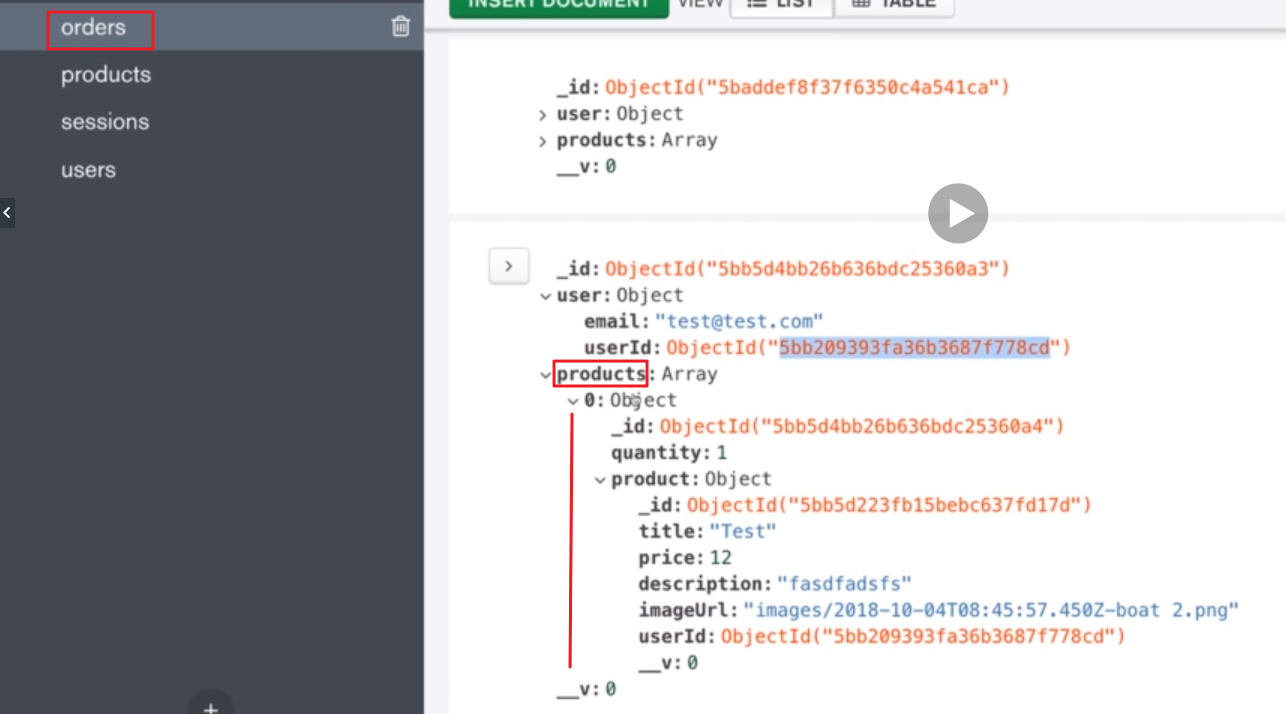 orders
products
sessions
users
INSERT DOCUMENT VIEW LIST TABLE
_id: ObjectId("5baddef8f37f6350c4a541ca")
user: Object
products: Array
__v: 0
_id: ObjectId("5bb5d4bb26b636bdc25360a3")
user: Object
email: "test@test.com"
userId: ObjectId("5bb209393fa36b3687f778cd")
products: Array
0: Object
_id: ObjectId("5bb5d4bb26b636bdc25360a4")
quantity: 1
product: Object
_id: ObjectId("5bb5d223fb15bebc637fd17d")
title: "Test"
price: 12
description: "fasdfadsfs"
imageUrl: "images/2018-10-04T08:45:57.450Z-boat 2.png"
userId: ObjectId("5bb209393fa36b3687f778cd")
__v: 0
__v: 0